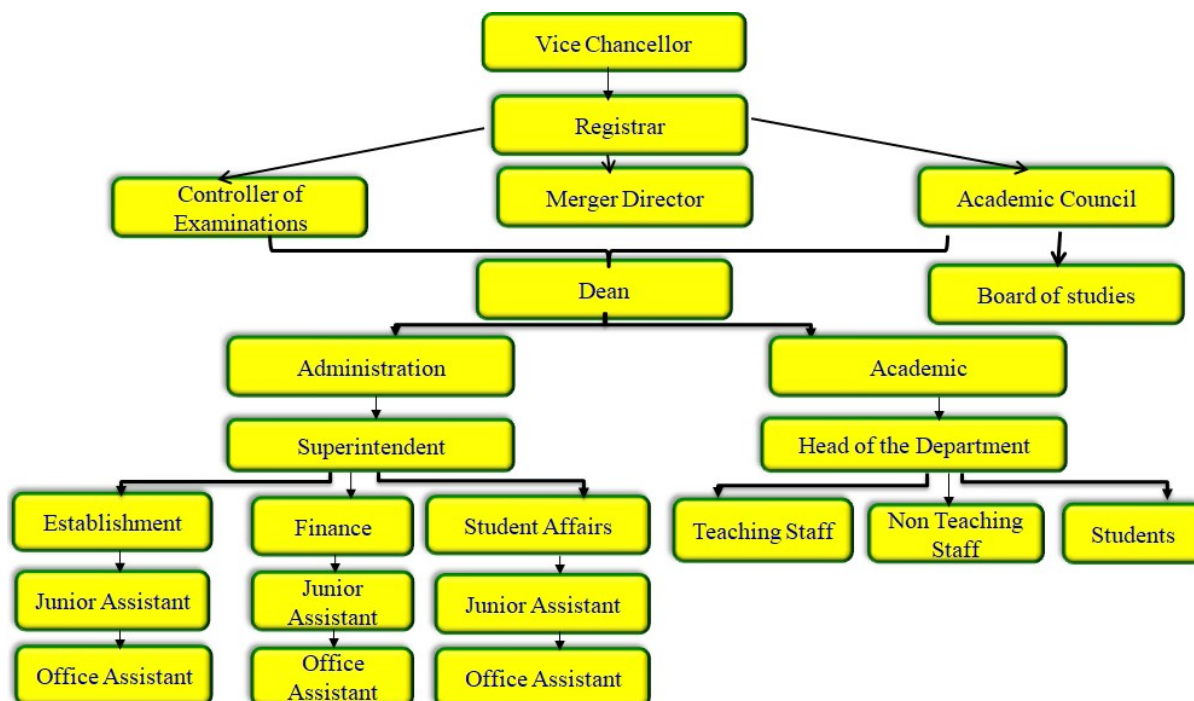 Vice Chancellor
Registrar
Controller of
Examinations
Merger Director
Academic Council
Dean
Board of studies
Administration
Academic
Superintendent
Head of the Department
Establishment
Finance
Student Affairs
Teaching Staff
Non Teaching
Staff
Students
Junior Assistant
Junior
Assistant
Junior Assistant
Office Assistant
Office
Assistant
Office Assistant